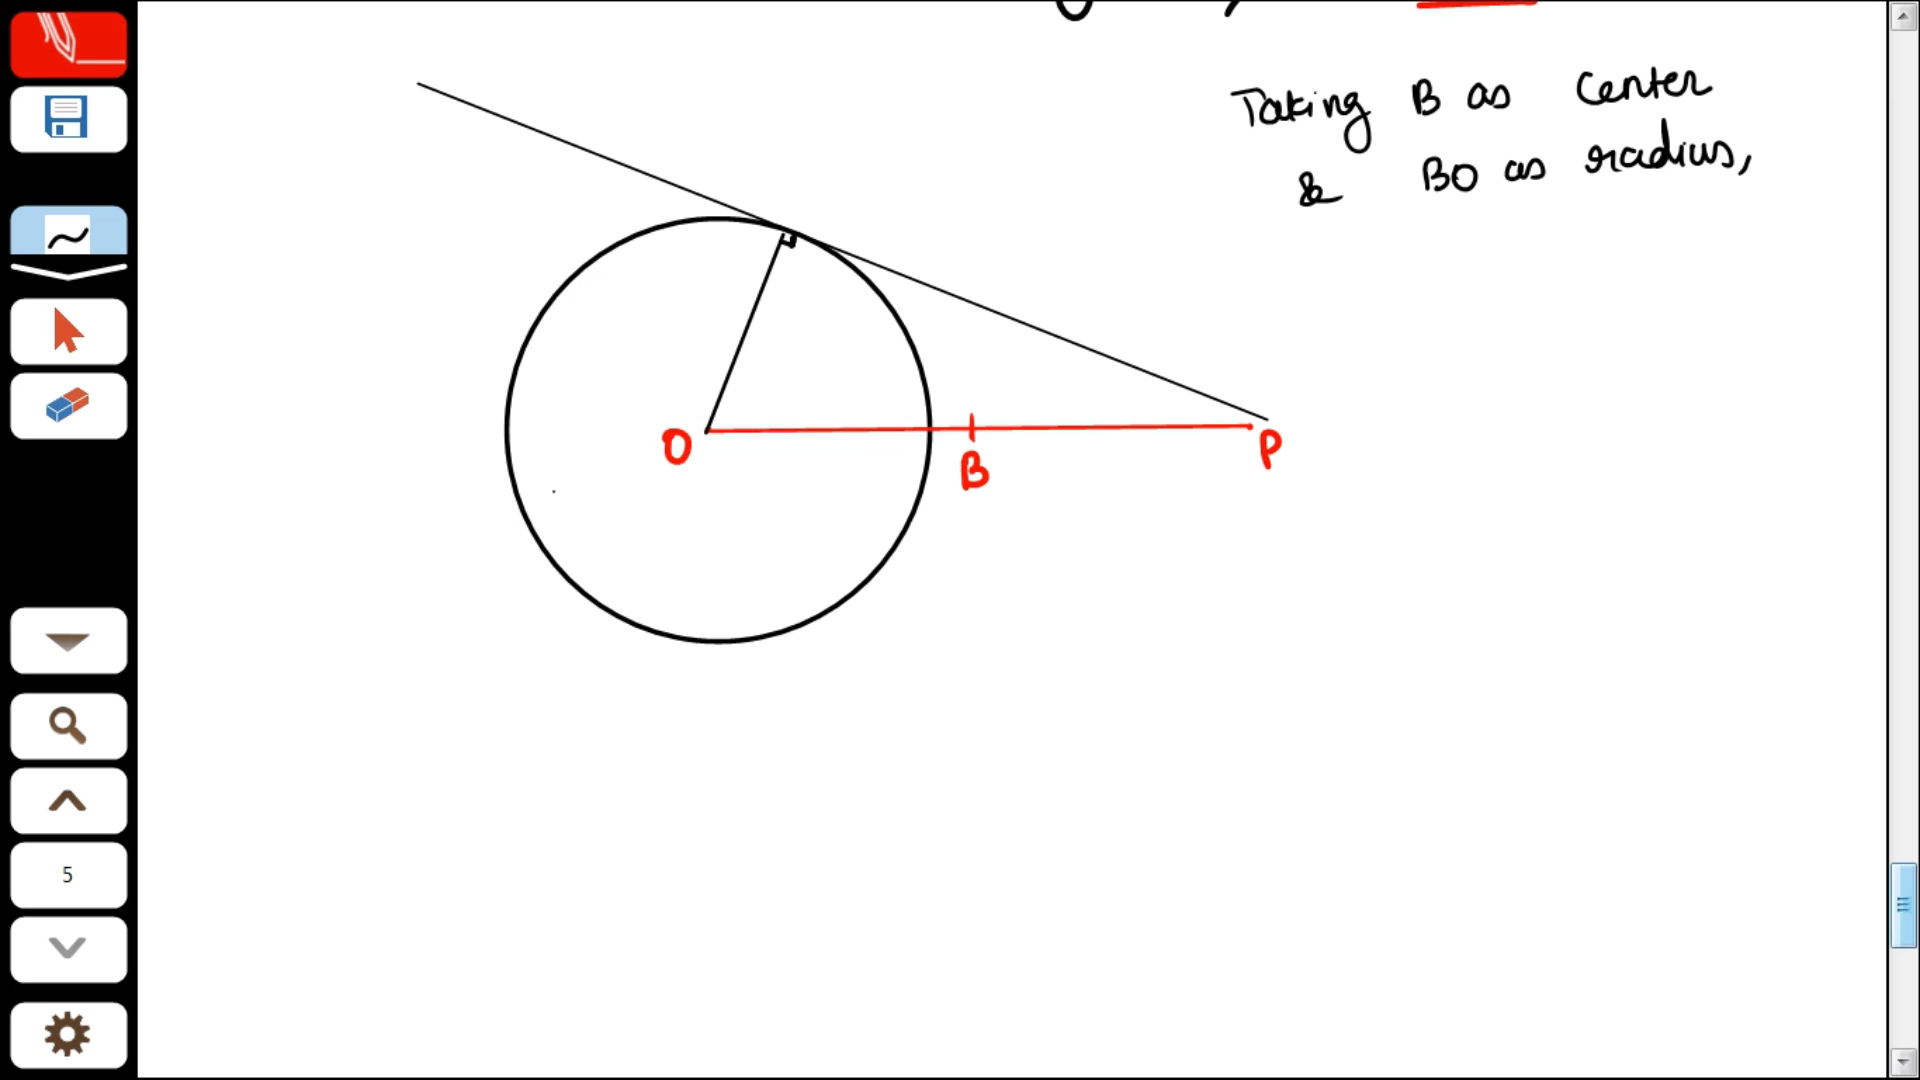 Taking B as center
& BO as radius,
O
B
P
5